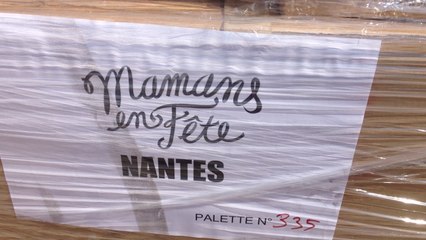 Mamans
en Fête
NANTES
PALETTE N° 335